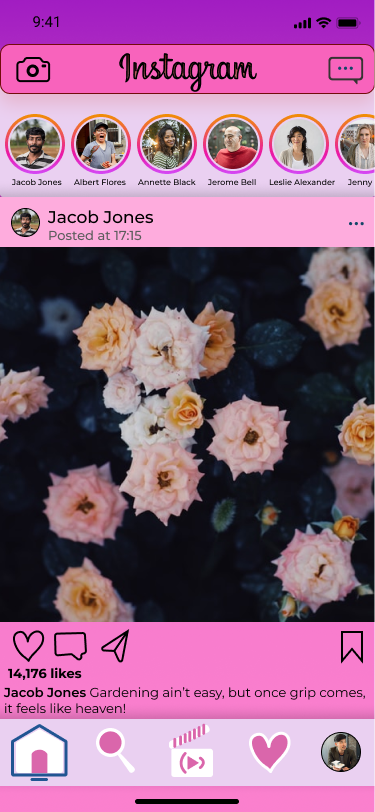 9:41
Instagram
Jacob Jones Albert Flores Annette Black Jerome Bell Leslie Alexander Jenny
Jacob Jones
Posted at 17:15
14,176 likes
Jacob Jones Gardening ain't easy, but once grip comes,
it feels like heaven!